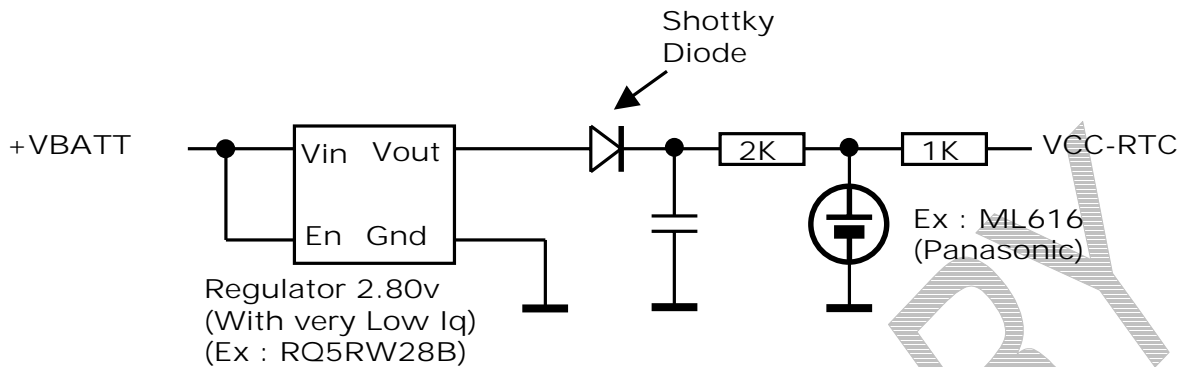 Shottky
Diode
+VBATT
Vin Vout
2K
1K
VCC-RTC
En Gnd
Ex : ML616
(Panasonic)
Regulator 2.80v
(With very Low Iq)
(Ex : RQ5RW28B)
RY